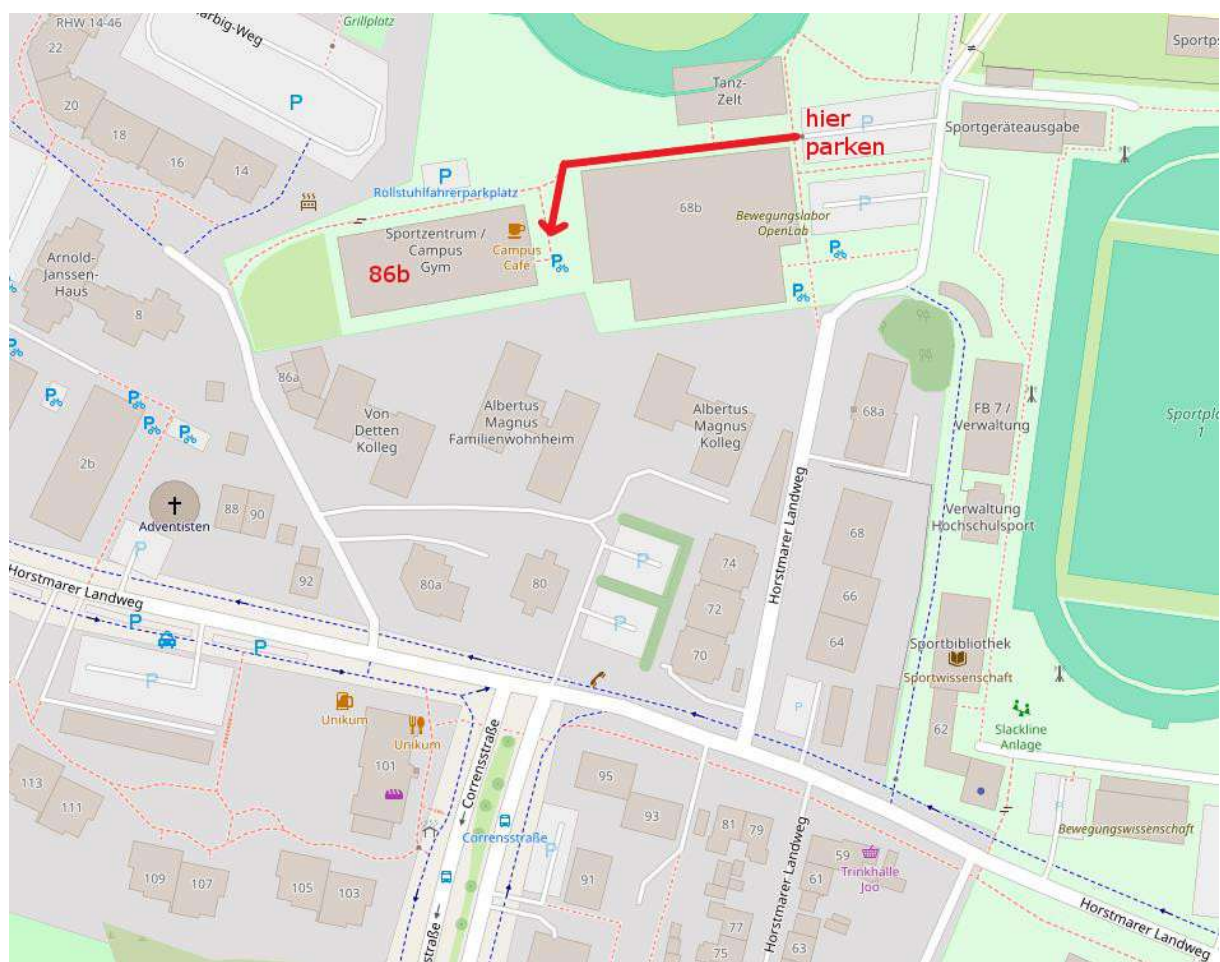 RHW 14-46
arbig-Weg
Grillplatz
22
20
18
16
14
P
Tanz-
Zelt
hier
parken
P
Sportgeräteausgabe
Sportps
P
Rollstuhlfahrerparkplatz
Sportzentrum /
Campus
Gym
Campus
Cafe
86b
68b
Bewegungslabor
OpenLab
P
P
P
P
Arnold-
Janssen-
Haus
8
86a
Von
Detten
Kolleg
Albertus
Magnus
Familienwohnheim
Albertus
Magnus
Kolleg
68a
FB 7 /
Verwaltung
Sportpla
1
P
P
P
P
P
2b
Adventisten
88
90
92
P
80a
80
P
P
74
72
70
68
66
64
Verwaltung
Hochschulsport
Horstmarer Landweg
Horstmarer Landweg
P
P
P
P
Sportbibliothek
Sportwissenschaft
62
Slackline
Anlage
Unikum
Unikum
101
Corrensstraße
Corrensstraße
P
95
93
91
81
79
77
75
59
61
63
Trinkhalle
Joo
Horstmarer Landweg
Horstmarer Landweg
P
Bewegungswissenschaft
113
111
109
107
105
103
straße